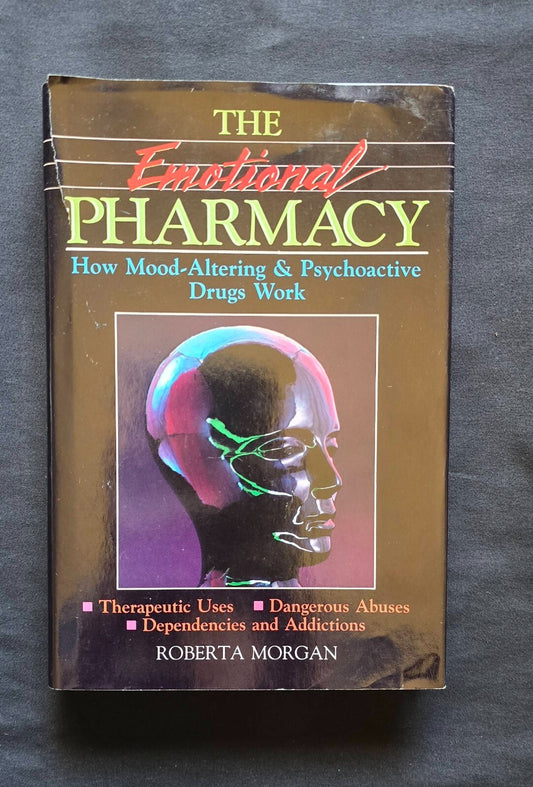 THE
Emotional
PHARMACY
How Mood-Altering & Psychoactive
Drugs Work
■ Therapeutic Uses ■ Dangerous Abuses
■ Dependencies and Addictions
ROBERTA MORGAN